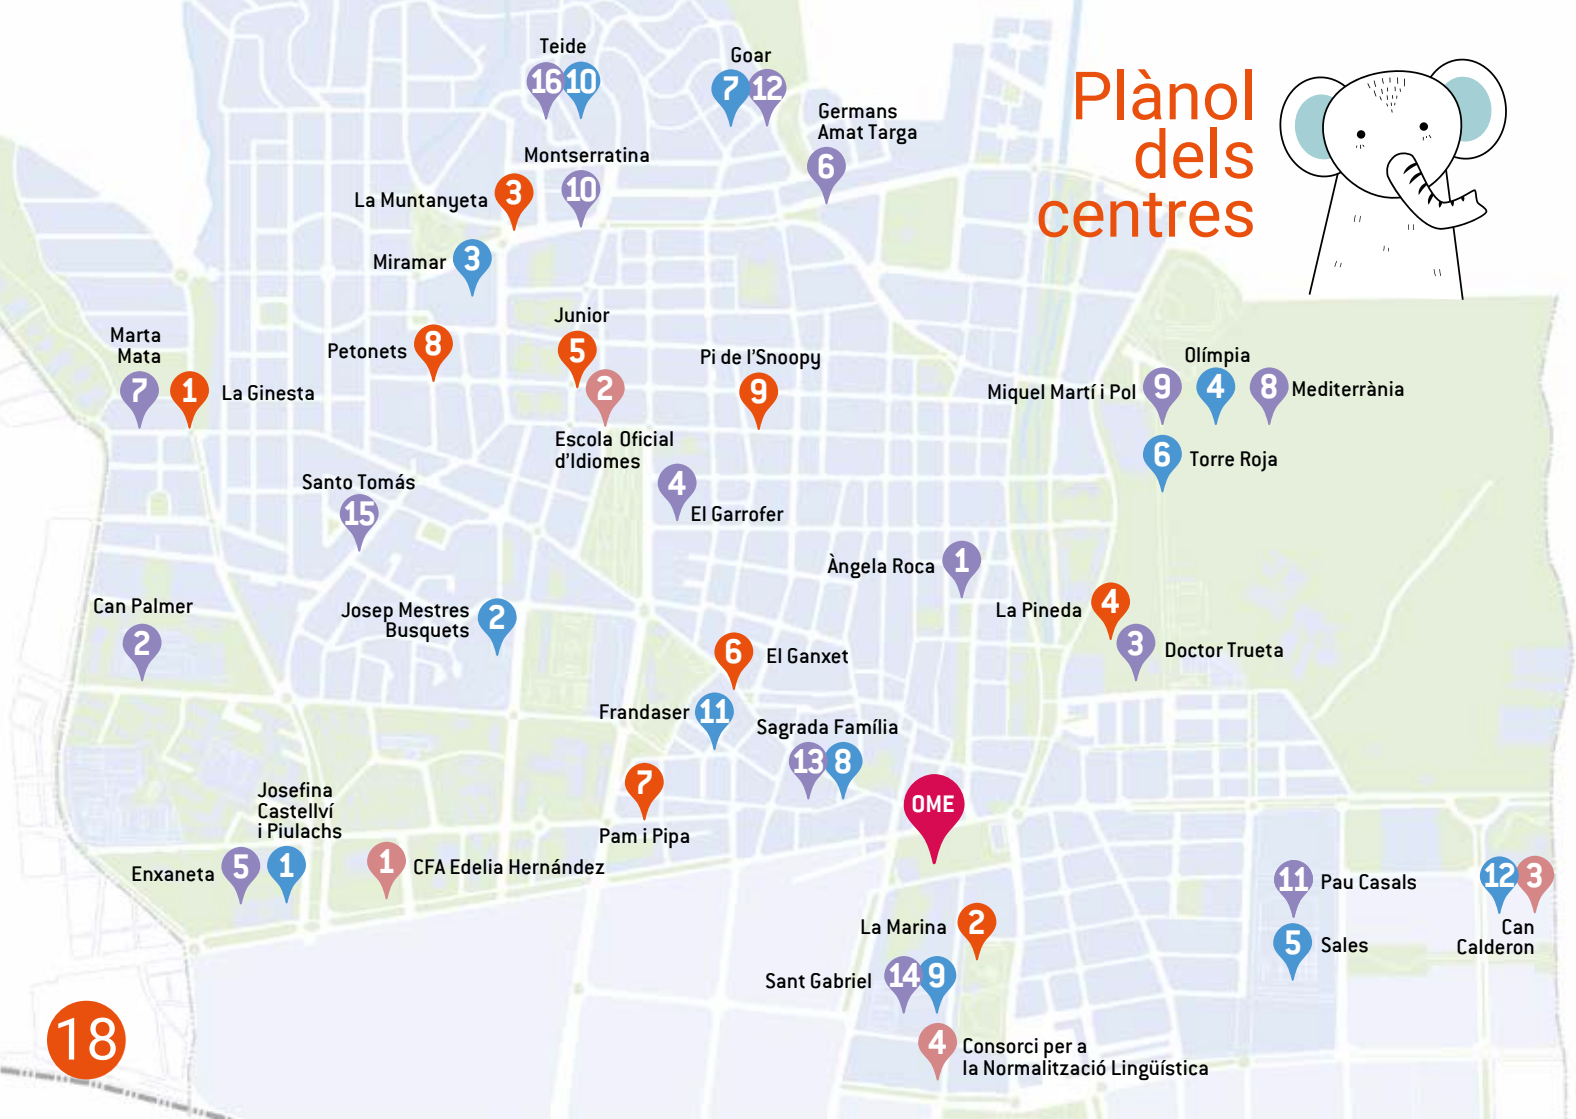 Plànol
dels
centres
Teide
16 10
Goar
7 12
Germans
Amat Targa
6
Montserratina
10
La Muntanyeta 3
Miramar 3
Junior
5
2
Escola Oficial
d'Idiomes
Petonets 8
Pi de l'Snoopy
9
Marta
Mata
7
1 La Ginesta
Olímpia
4
Miquel Martí i Pol 9
8 Mediterrània
6 Torre Roja
Santo Tomás
15
4
El Garrofer
Àngela Roca 1
La Pineda 4
3 Doctor Trueta
Can Palmer
2
Josep Mestres
Busquets
2
6 El Ganxet
Frandaser 11
Sagrada Família
13 8
7
Pam i Pipa
OME
Josefina
Castellví
i Piulachs
1
Enxaneta 5
1 CFA Edelia Hernández
11 Pau Casals
5 Sales
12 3
Can
Calderon
La Marina 2
Sant Gabriel 14 9
4 Consorci per a
la Normalització Lingüística
18